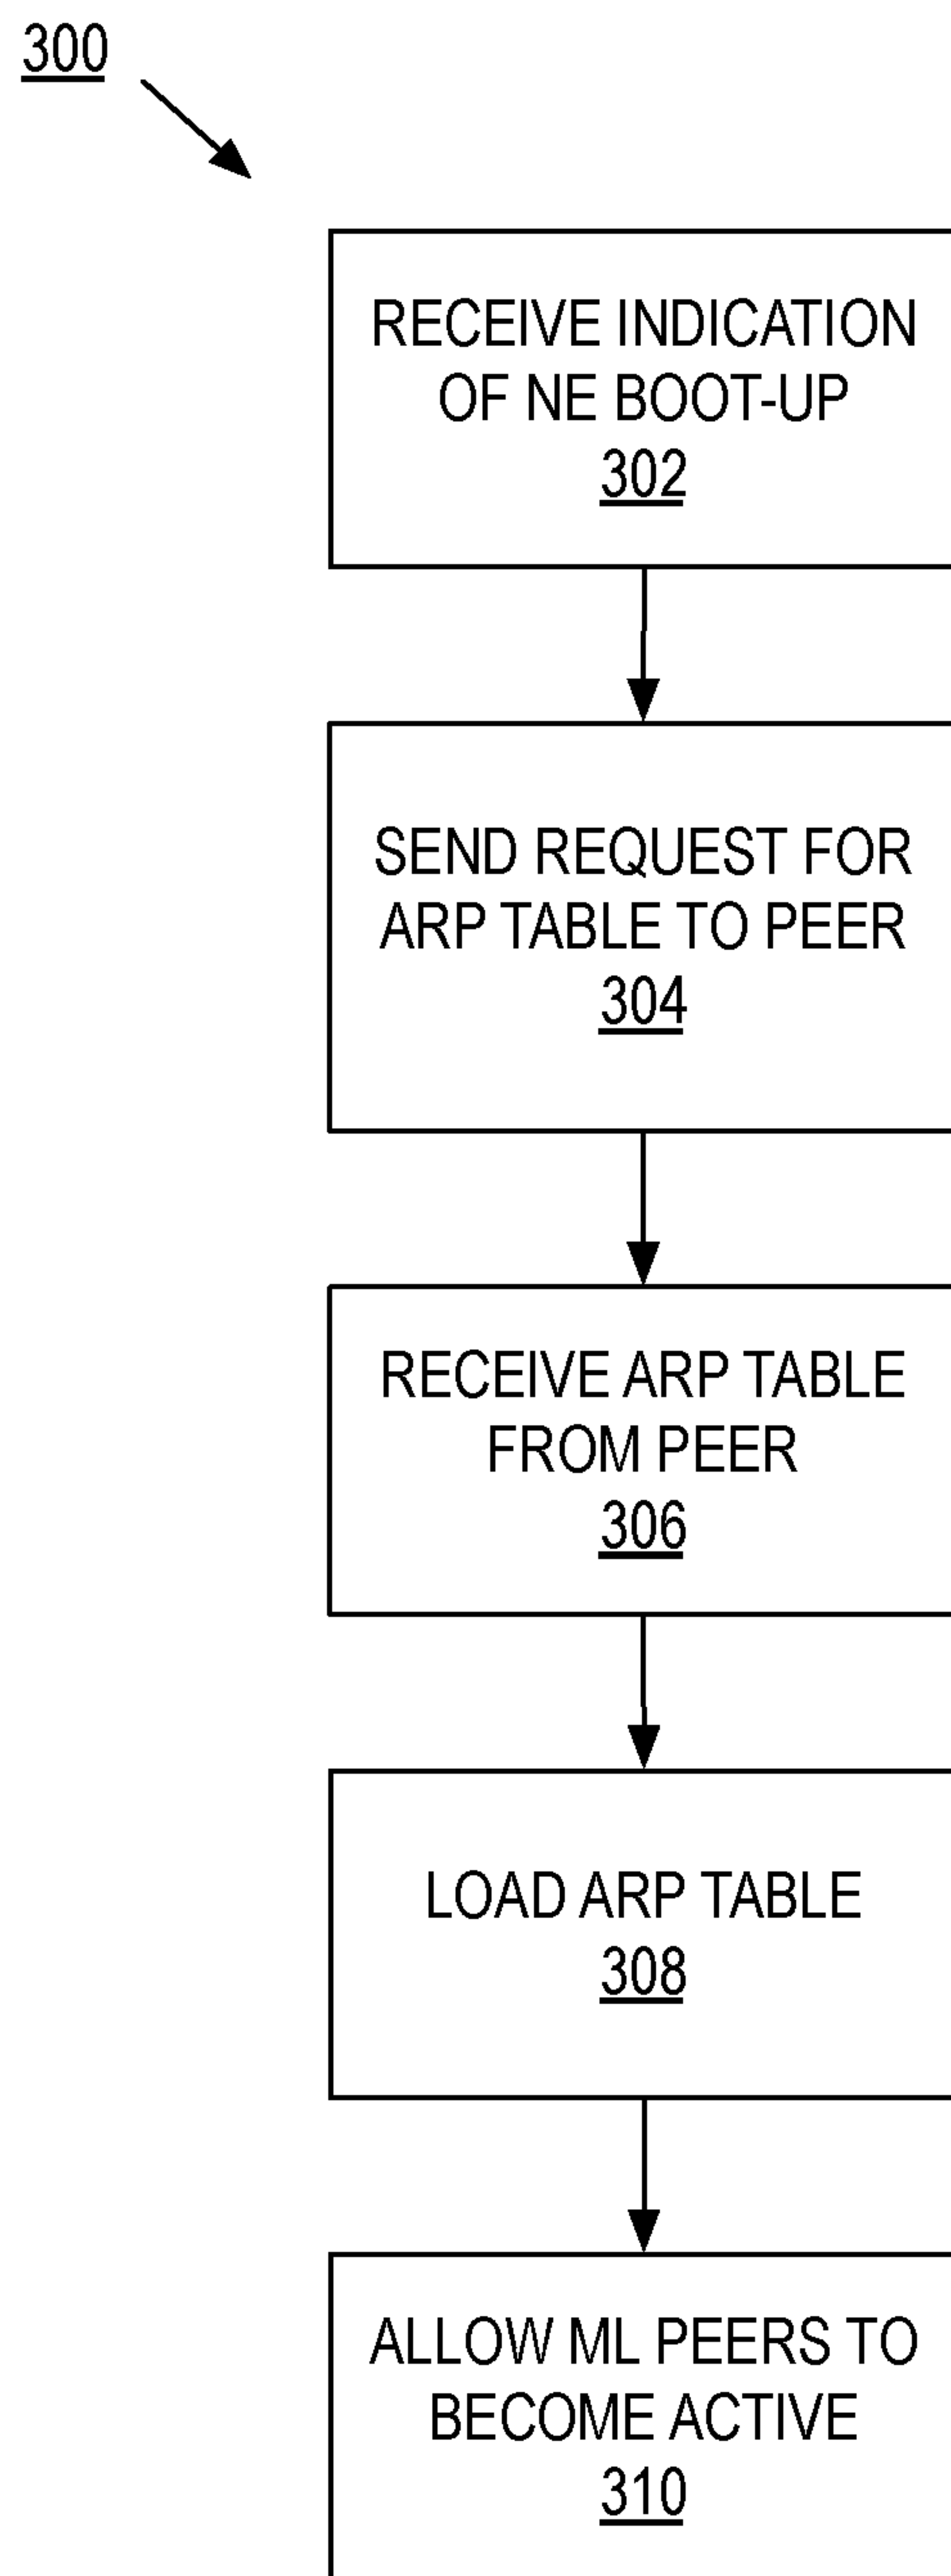 300
RECEIVE INDICATION
OF NE BOOT-UP
302
SEND REQUEST FOR
ARP TABLE TO PEER
304
RECEIVE ARP TABLE
FROM PEER
306
LOAD ARP TABLE
308
ALLOW ML PEERS TO
BECOME ACTIVE
310